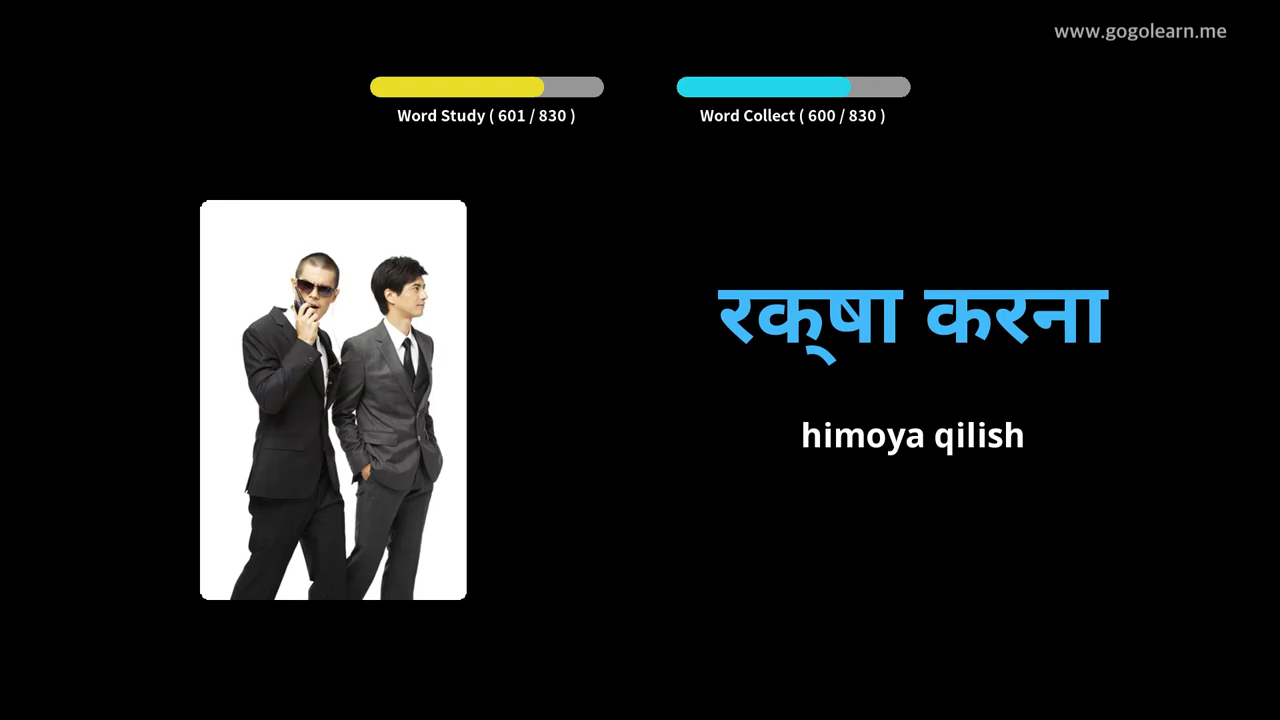 www.gogolearn.me
Word Study ( 601 / 830 )
Word Collect ( 600 / 830 )
रक्‌षा करना
himoya qilish